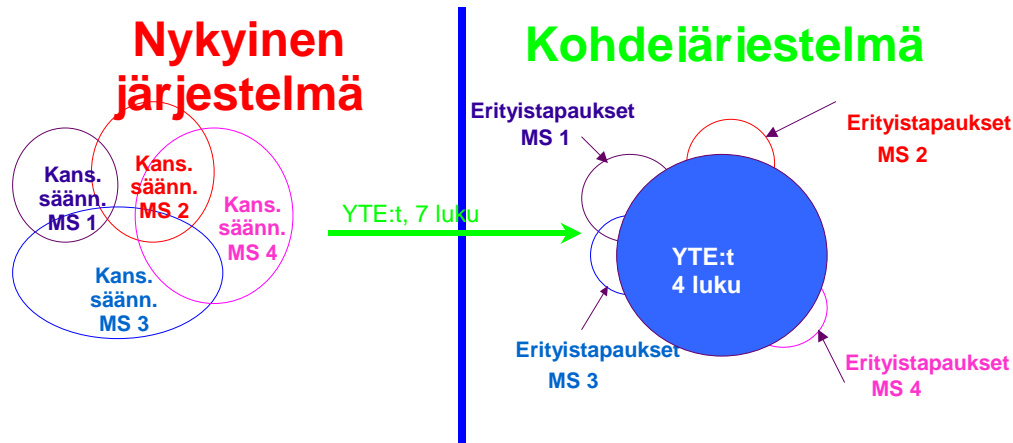 Nykyinen
järjestelmä
Kans.
säänn.
MS 1
Kans.
säänn.
MS 2
Kans.
säänn.
MS 4
Kans.
säänn.
MS 3
YTE:t, 7 luku
Kohdejärjestelmä
Erityistapaukset
MS 1
Erityistapaukset
MS 2
YTE:t
4 luku
Erityistapaukset
MS 3
Erityistapaukset
MS 4